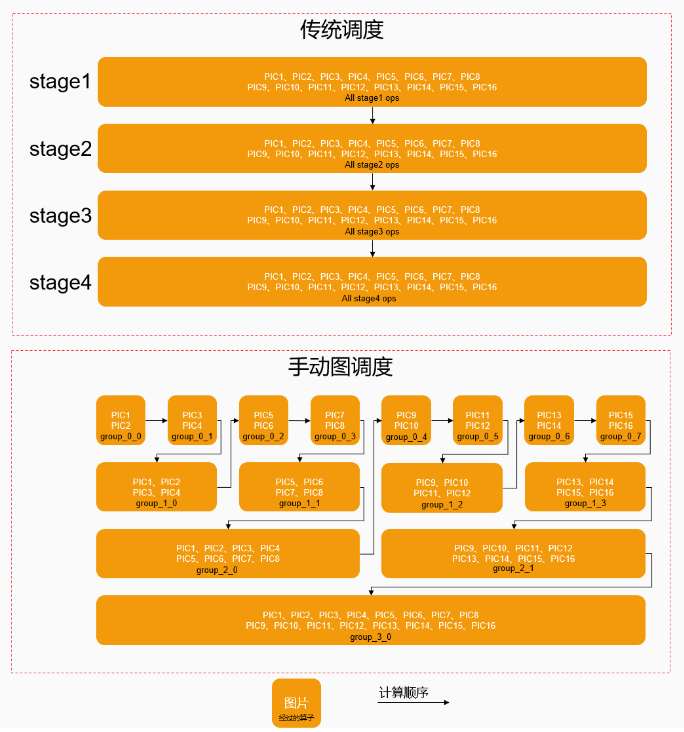 传统调度
stage1
PIC1、PIC2、PIC3、PIC4、PIC5、PIC6、PIC7、PIC8
PIC9、PIC10、PIC11、PIC12、PIC13、PIC14、PIC15、PIC16
All stage1 ops
stage2
PIC1、PIC2、PIC3、PIC4、PIC5、PIC6、PIC7、PIC8
PIC9、PIC10、PIC11、PIC12、PIC13、PIC14、PIC15、PIC16
All stage2 ops
stage3
PIC1、PIC2、PIC3、PIC4、PIC5、PIC6、PIC7、PIC8
PIC9、PIC10、PIC11、PIC12、PIC13、PIC14、PIC15、PIC16
All stage3 ops
stage4
PIC1、PIC2、PIC3、PIC4、PIC5、PIC6、PIC7、PIC8
PIC9、PIC10、PIC11、PIC12、PIC13、PIC14、PIC15、PIC16
All stage4 ops
手动图调度
PIC1
PIC2
group_0_0
PIC3
PIC4
group_0_1
PIC5
PIC6
group_0_2
PIC7
PIC8
group_0_3
PIC9
PIC10
group_0_4
PIC11
PIC12
group_0_5
PIC13
PIC14
group_0_6
PIC15
PIC16
group_0_7
PIC1、PIC2
PIC3、PIC4
group_1_0
PIC5、PIC6
PIC7、PIC8
group_1_1
PIC9、PIC10
PIC11、PIC12
group_1_2
PIC13、PIC14
PIC15、PIC16
group_1_3
PIC1、PIC2、PIC3、PIC4
PIC5、PIC6、PIC7、PIC8
group_2_0
PIC9、PIC10、PIC11、PIC12
PIC13、PIC14、PIC15、PIC16
group_2_1
PIC1、PIC2、PIC3、PIC4、PIC5、PIC6、PIC7、PIC8
PIC9、PIC10、PIC11、PIC12、PIC13、PIC14、PIC15、PIC16
group_3_0
图片
经过的算子
计算顺序